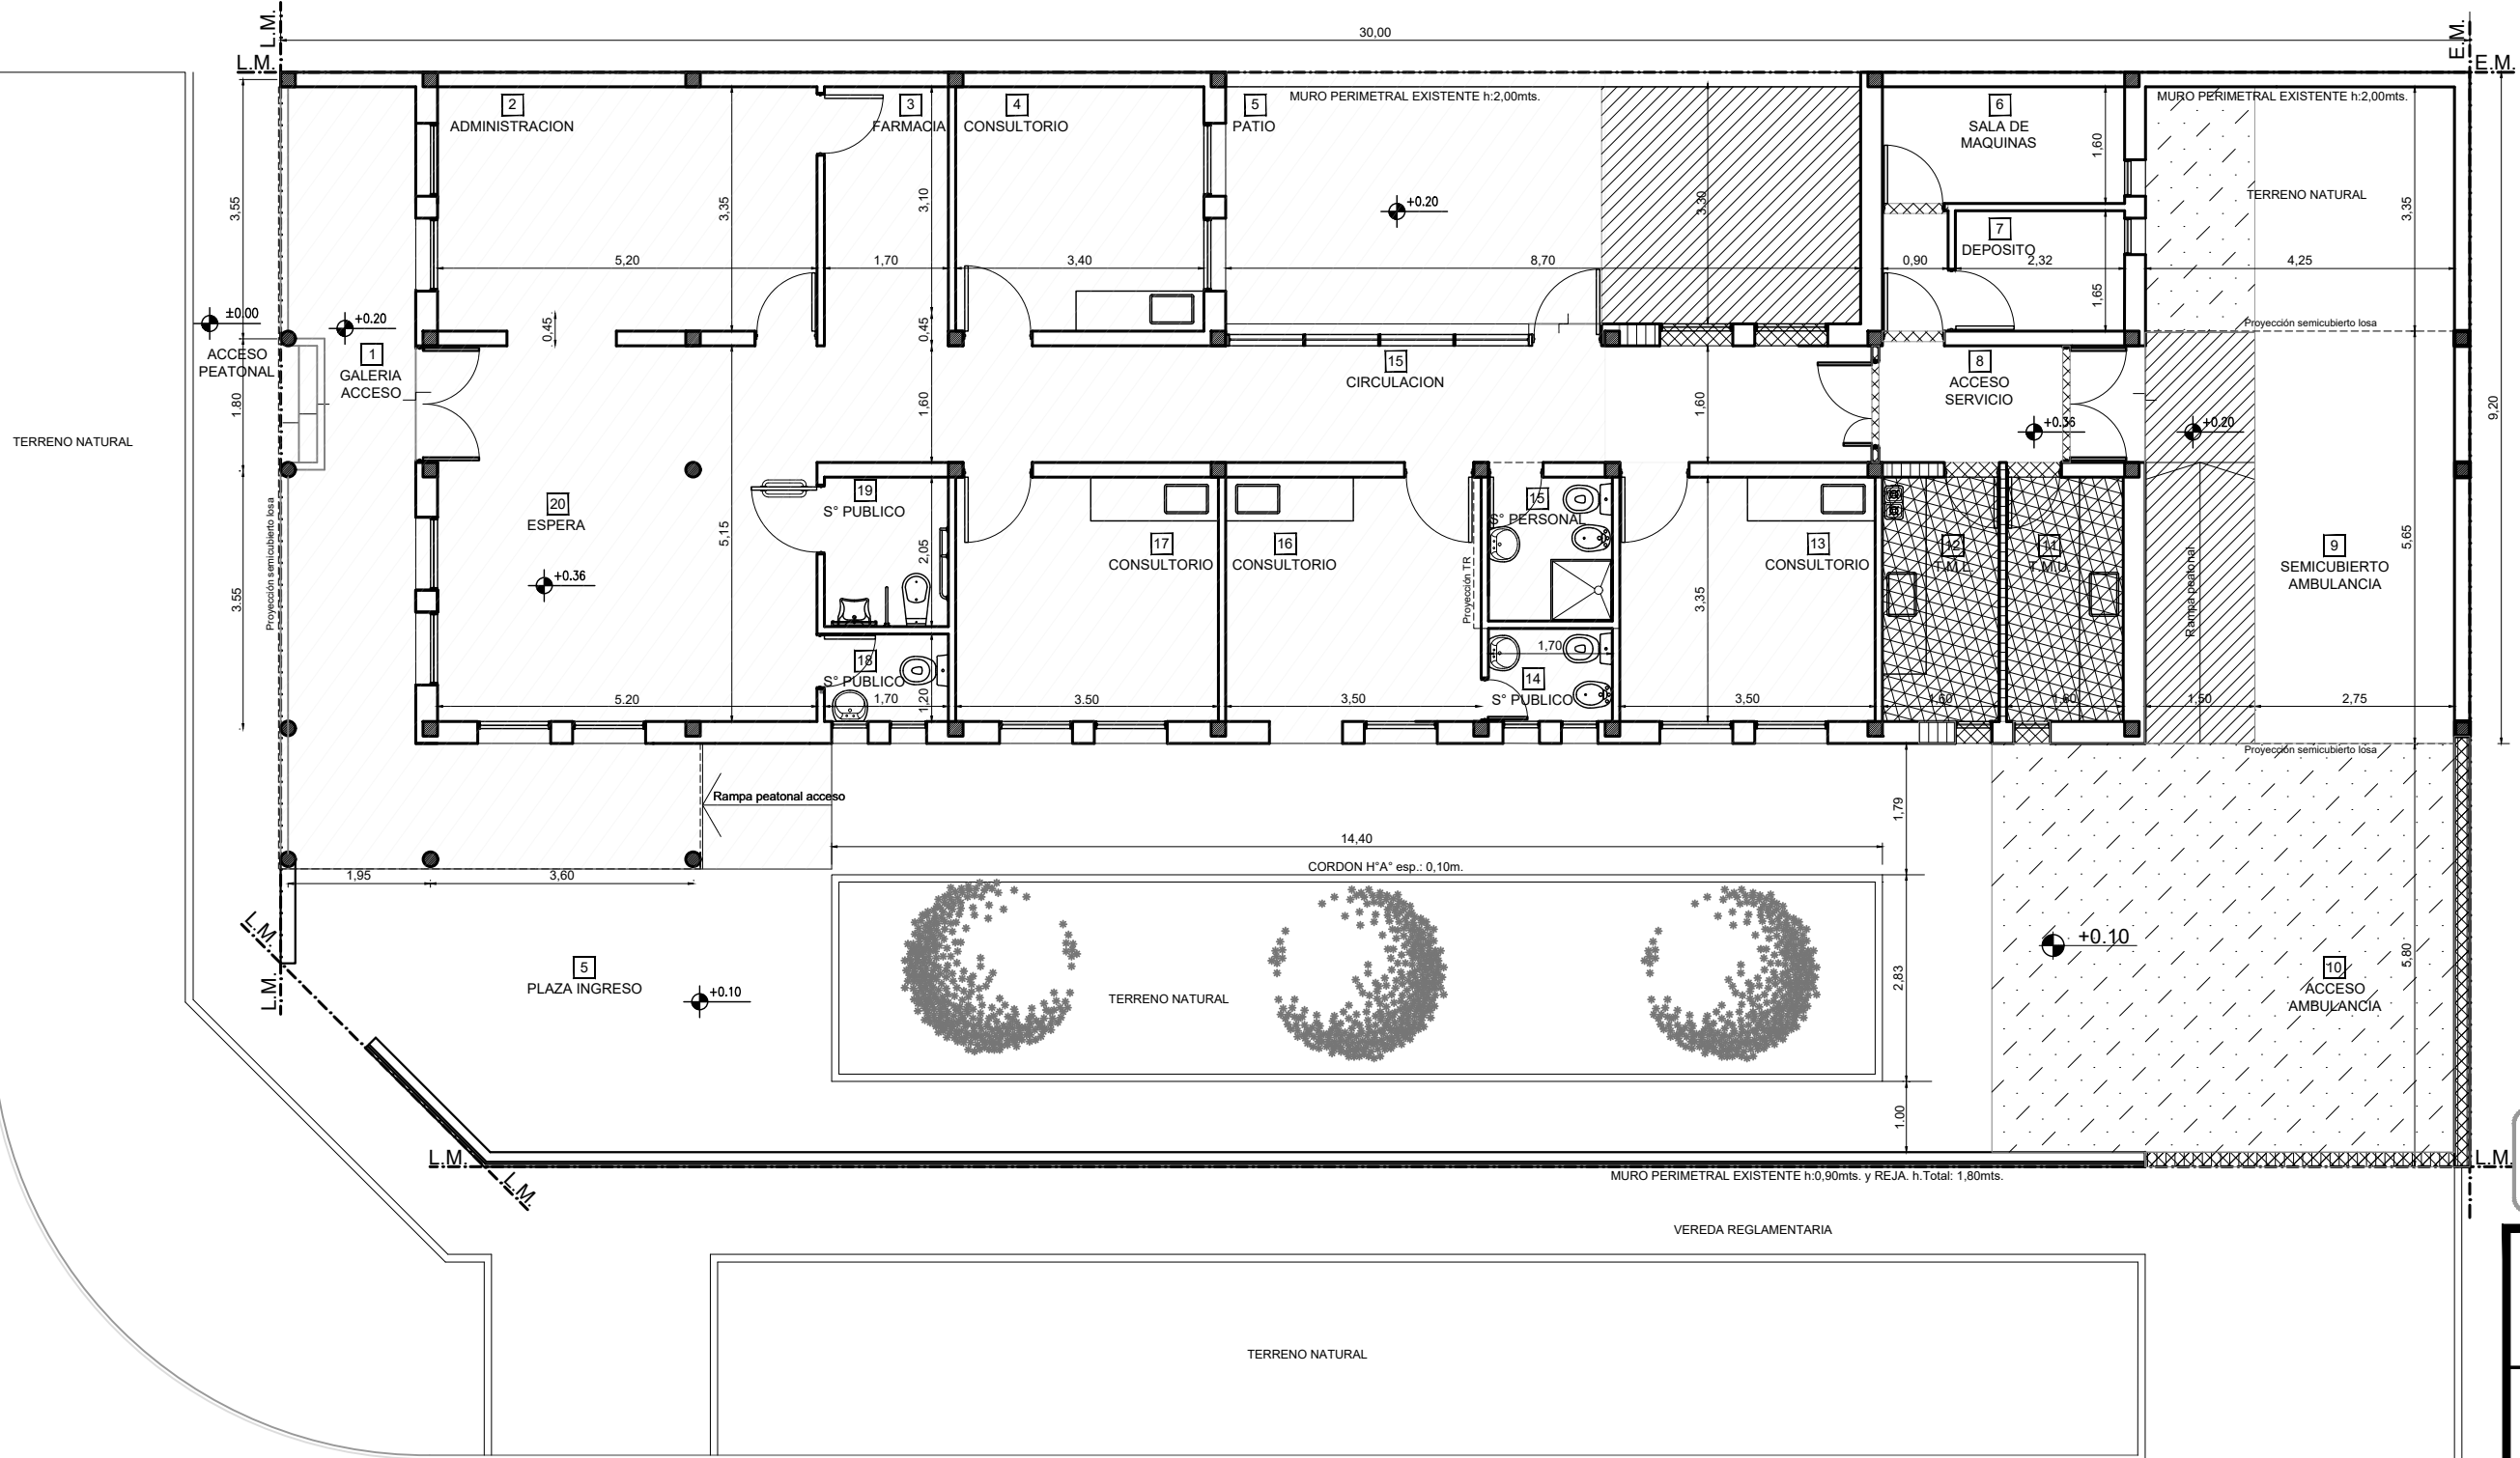 L.M.
E.M.
30,00
L.M.
E.M.
2
ADMINISTRACION
3
FARMACIA
4
CONSULTORIO
5
PATIO
MURO PERIMETRAL EXISTENTE h:2,00mts.
6
SALA DE
MAQUINAS
MURO PERIMETRAL EXISTENTE h:2,00mts.
3,55
3,35
3,10
+0.20
3,30
1,60
TERRENO NATURAL
3,35
7
DEPOSITO
5,20
1,70
3,40
8,70
0,90
2,32
4,25
1,65
±0.00
+0.20
0,45
0,45
Proyección semicubierto losa
ACCESO
PEATONAL
1
GALERIA
ACCESO
15
CIRCULACION
8
ACCESO
SERVICIO
1.80
1,60
1,60
9,20
+0.36
+0.20
TERRENO NATURAL
20
ESPERA
19
S° PUBLICO
15
S° PERSONAL
17
CONSULTORIO
16
CONSULTORIO
13
CONSULTORIO
12
T.M.L.
11
T.M.U.
9
SEMICUBIERTO
AMBULANCIA
Proyección semicubierto losa
3.55
+0.36
5,15
2,05
Proyección TR
3,35
Rampa peatonal
5,65
18
S° PUBLICO
1,70
14
S° PUBLICO
5.20
1,70
1,20
3.50
3,50
3,50
1,60
1,60
1,50
2,75
Proyección semicubierto losa
Rampa peatonal acceso
1,79
14,40
CORDON H°A° esp.: 0,10m.
1,95
3,60
L.M.
L.M.
5
PLAZA INGRESO
+0.10
TERRENO NATURAL
2,83
+0.10
5,80
10
ACCESO
AMBULANCIA
1.00
L.M.
L.M.
L.M.
MURO PERIMETRAL EXISTENTE h:0,90mts. y REJA. h.Total: 1,80mts.
VEREDA REGLAMENTARIA
TERRENO NATURAL